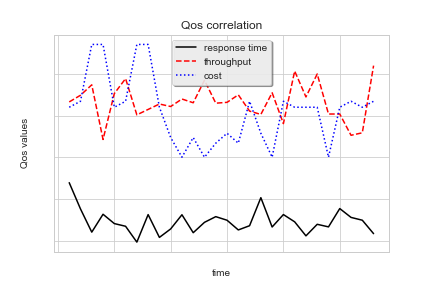 Qos correlation
response time
throughput
cost
Qos values
time